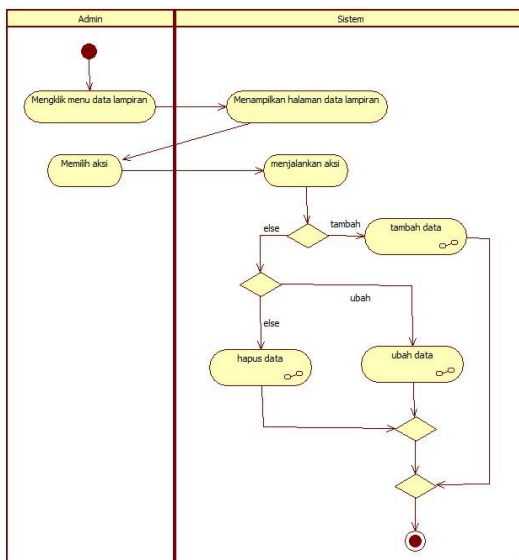 Admin
Sistem
Mengklik menu data lampiran
Menampilkan halaman data lampiran
Memilih aksi
menjalankan aksi
else
tambah
tambah data
ubah
else
hapus data
ubah data